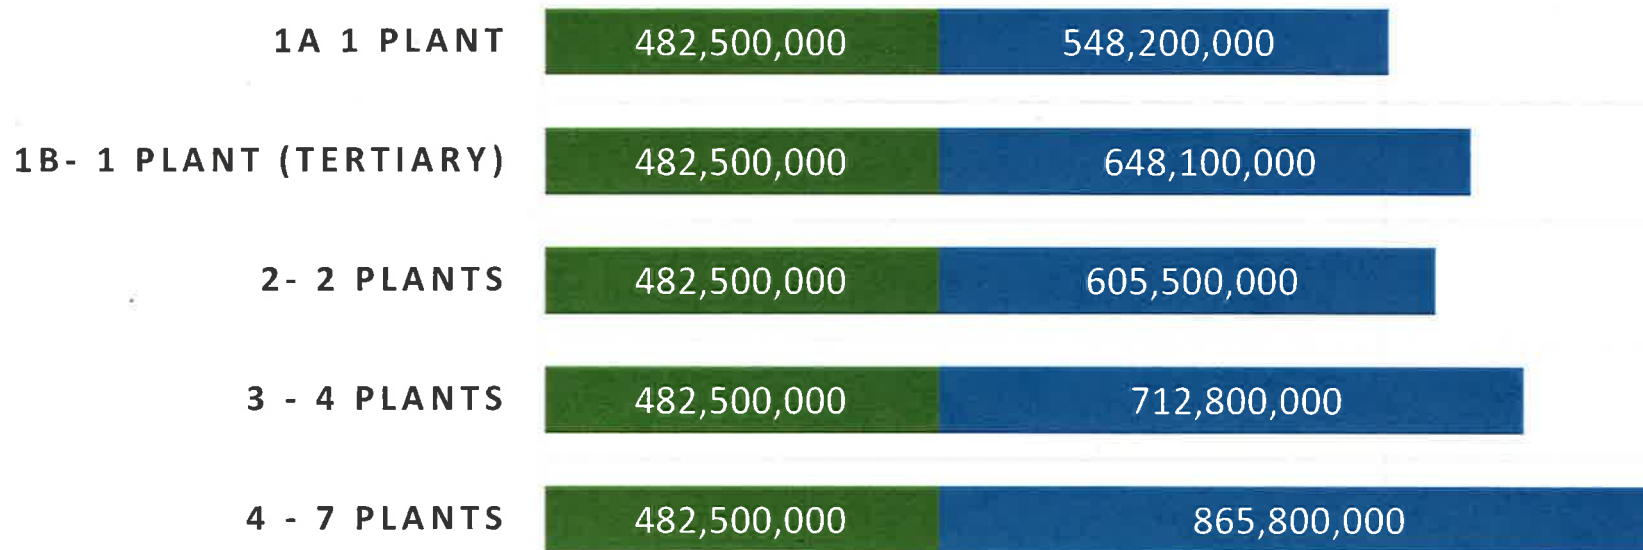 1A 1 PLANT 482,500,000 548,200,000
1B- 1 PLANT (TERTIARY) 482,500,000 648,100,000
2- 2 PLANTS 482,500,000 605,500,000
3 - 4 PLANTS 482,500,000 712,800,000
4 - 7 PLANTS 482,500,000 865,800,000